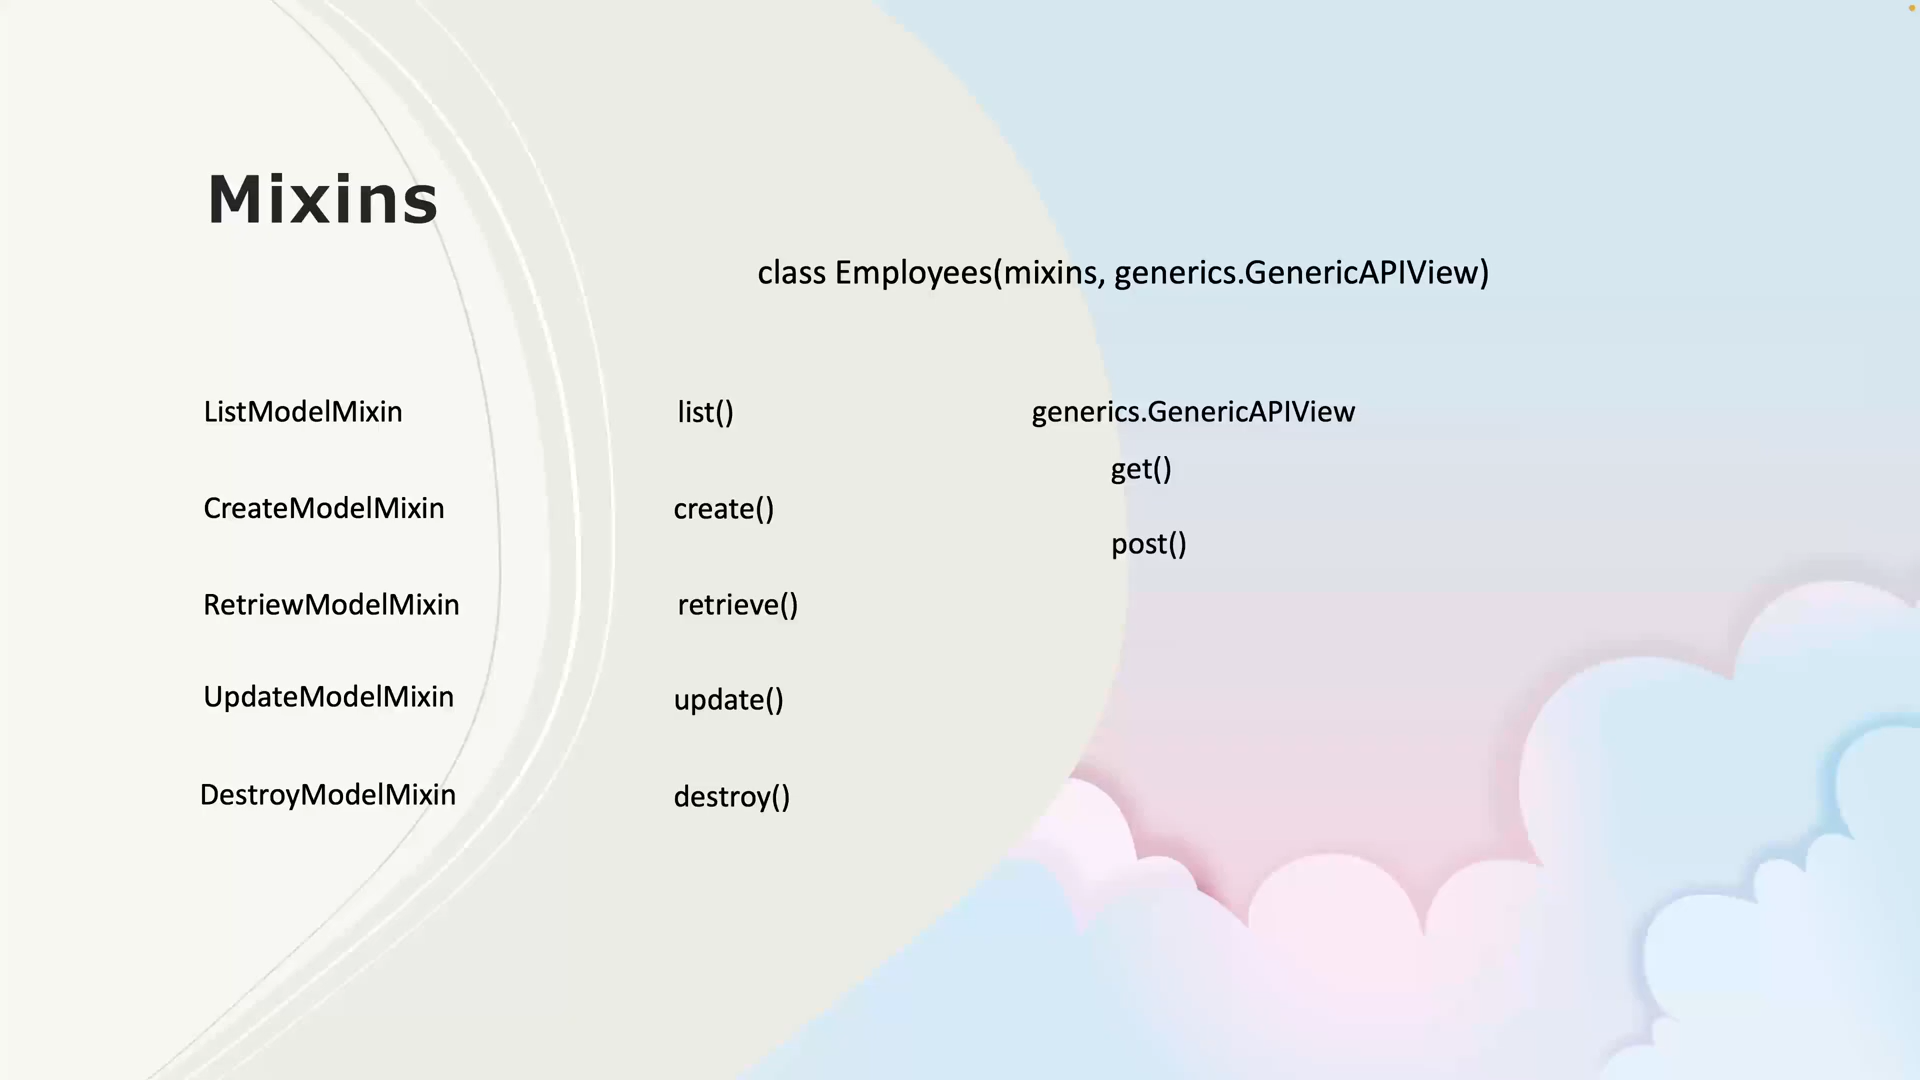 Mixins
class Employees(mixins, generics.GenericAPIView)
ListModelMixin list() generics.GenericAPIView
get()
CreateModelMixin create()
post()
RetriewModelMixin retrieve()
UpdateModelMixin update()
DestroyModelMixin destroy()